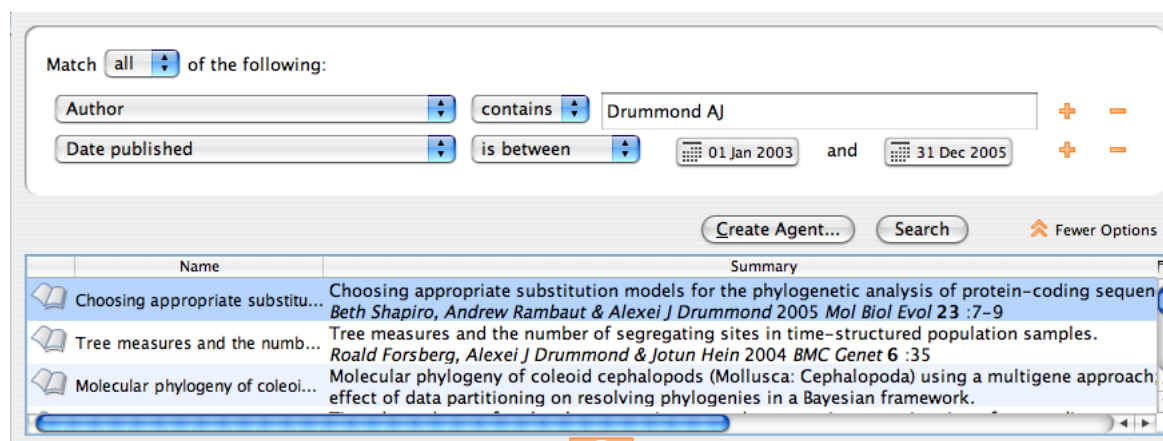 Match all of the following:
Author contains Drummond AJ
Date published is between 01 Jan 2003 and 31 Dec 2005
Create Agent... Search Fewer Options
Name Summary
Choosing appropriate substitu... Choosing appropriate substitution models for the phylogenetic analysis of protein-coding sequen
Beth Shapiro, Andrew Rambaut & Alexei J Drummond 2005 Mol Biol Evol 23 :7-9
Tree measures and the numb... Tree measures and the number of segregating sites in time-structured population samples.
Roald Forsberg, Alexei J Drummond & Jotun Hein 2004 BMC Genet 6 :35
Molecular phylogeny of coleoi... Molecular phylogeny of coleoid cephalopods (Mollusca: Cephalopoda) using a multigene approach,
effect of data partitioning on resolving phylogenies in a Bayesian framework.